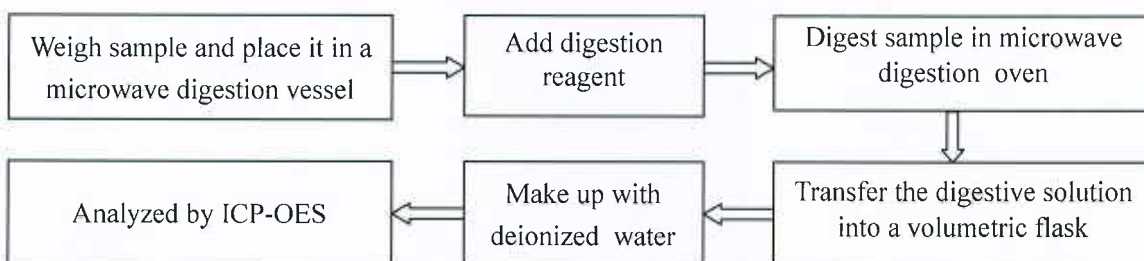 Weigh sample and place it in a
microwave digestion vessel
Add digestion
reagent
Digest sample in microwave
digestion oven
Transfer the digestive solution
into a volumetric flask
Make up with
deionized water
Analyzed by ICP-OES